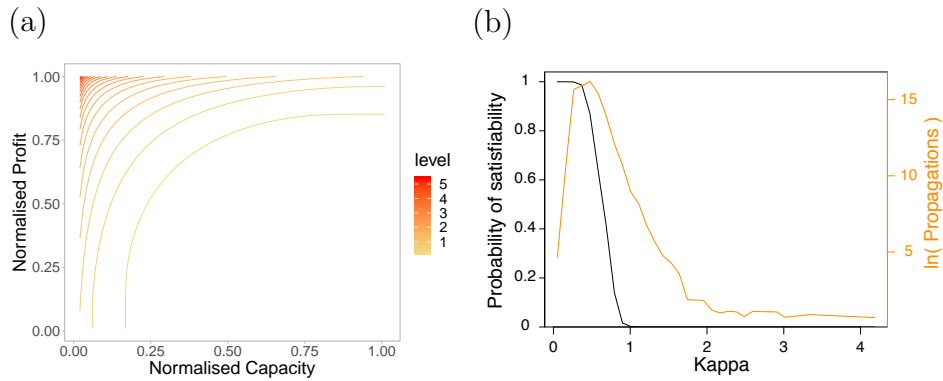 (a)
1.00
0.75
0.50
0.25
0.00
Normalised Profit
0.00 0.25 0.50 0.75 1.00
Normalised Capacity
level
5
4
3
2
1
(b)
1
0.8
0.6
0.4
0.2
0
Probability of satisfiability
0 1 2 3 4
Kappa
15
10
5
ln( Propagations )